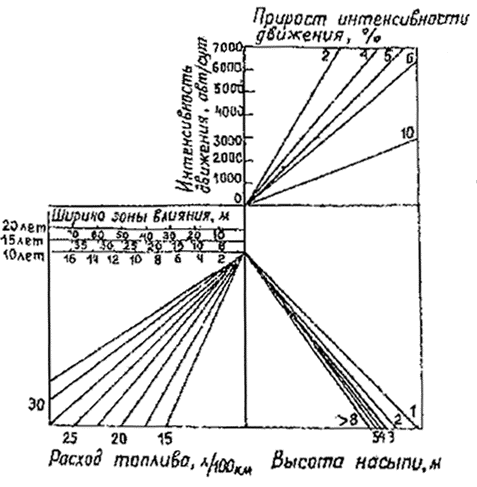 Прирост интенсивности
движения, %
Интенсивность
движения, авт/сут
7000
6000
5000
4000
3000
2000
1000
0
2 4 5 6
10
Ширина зоны влияния, м
20 лет 70 60 50 40 30 20 10
15 лет 35 30 25 20 15 10
10 лет 16 14 12 10 8 6 4 2
30
25 20 15
>8 5 4 3 2 1
Расход топлива, л/100км
Высота насыпи, м